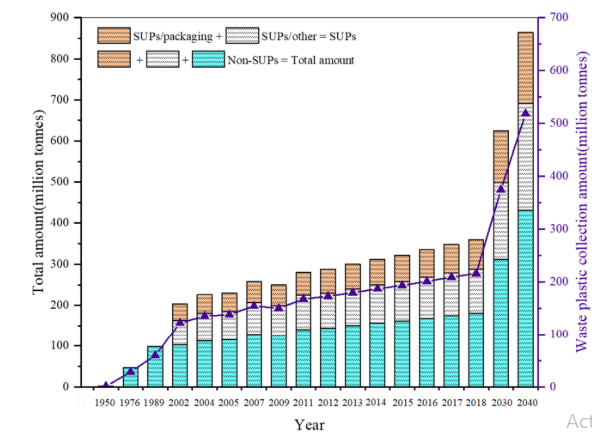 SUPs/packaging + SUPs/other = SUPs
+ + Non-SUPs = Total amount
Total amount(million tonnes)
900
800
700
600
500
400
300
200
100
0
Waste plastic collection amount(million tonnes)
700
600
500
400
300
200
100
0
1950 1976 1989 2002 2004 2005 2007 2009 2011 2012 2013 2014 2015 2016 2017 2018 2030 2040
Year
Act